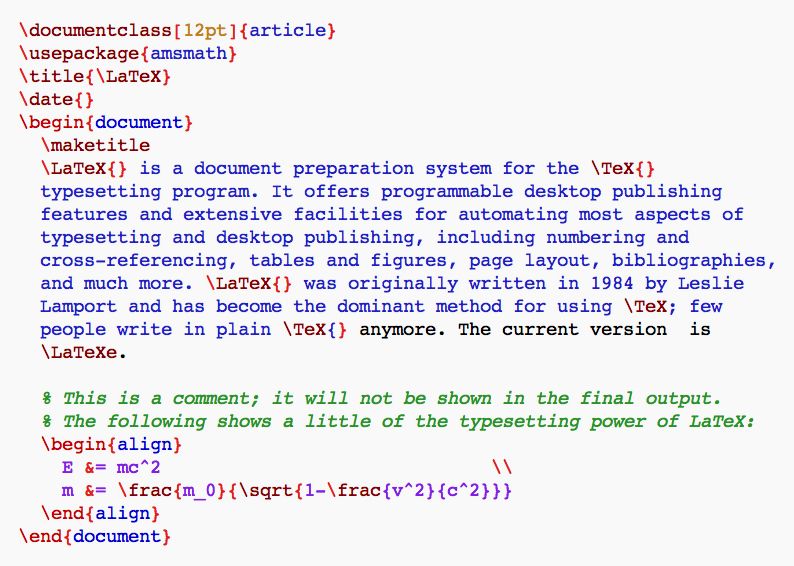 \documentclass[12pt]{article}
\usepackage{amsmath}
\title{\LaTeX}
\date{}
\begin{document}
  \maketitle
  \LaTeX{} is a document preparation system for the \TeX{}
  typesetting program. It offers programmable desktop publishing
  features and extensive facilities for automating most aspects of
  typesetting and desktop publishing, including numbering and
  cross-referencing, tables and figures, page layout, bibliographies,
  and much more. \LaTeX{} was originally written in 1984 by Leslie
  Lamport and has become the dominant method for using \TeX; few
  people write in plain \TeX{} anymore. The current version  is
  \LaTeXe.

  % This is a comment; it will not be shown in the final output.
  % The following shows a little of the typesetting power of LaTeX:
  \begin{align}
    E &= mc^2                              \\
    m &= \frac{m_0}{\sqrt{1-\frac{v^2}{c^2}}}
  \end{align}
\end{document}